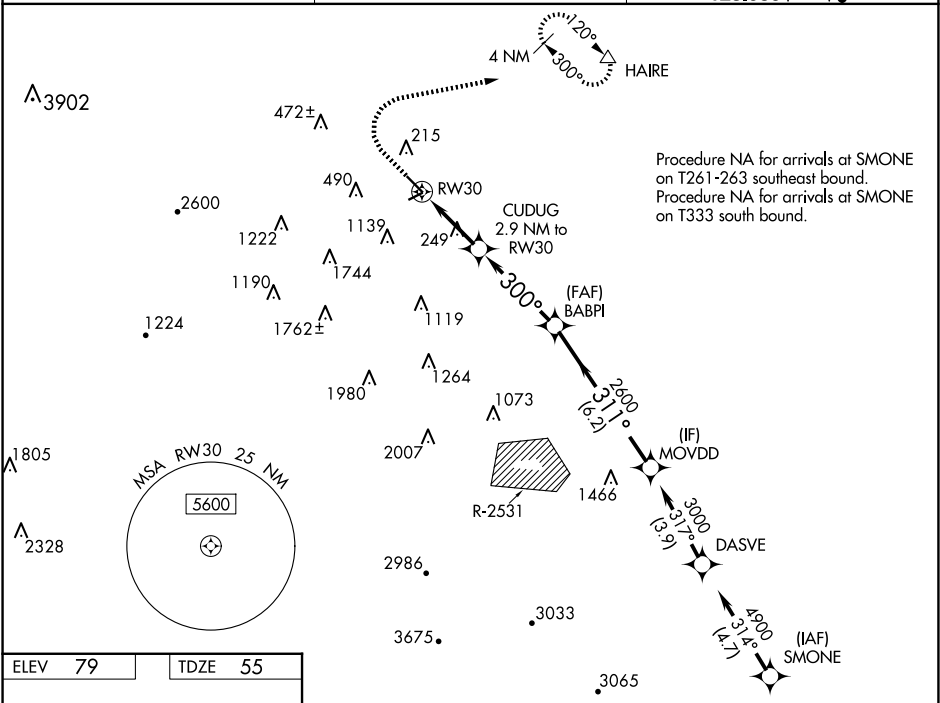 120°
4 NM
300°
HAIRE
3902
472±
215
Procedure NA for arrivals at SMONE
on T261-263 southeast bound.
Procedure NA for arrivals at SMONE
on T333 south bound.
490
RW30
2600
CUDUG
2.9 NM to
RW30
1222
1139
249
1744
300°
1190
(FAF)
BABPI
1762±
1119
1224
1264
1980
2600
311°
(6.2)
1073
(IF)
MOVDD
2007
1805
MSA RW30 25 NM
5600
1466
R-2531
3000
317°
(3.9)
2328
DASVE
2986
4900
314°
(4.7)
3033
3675
(IAF)
SMONE
ELEV 79
TDZE 55
3065